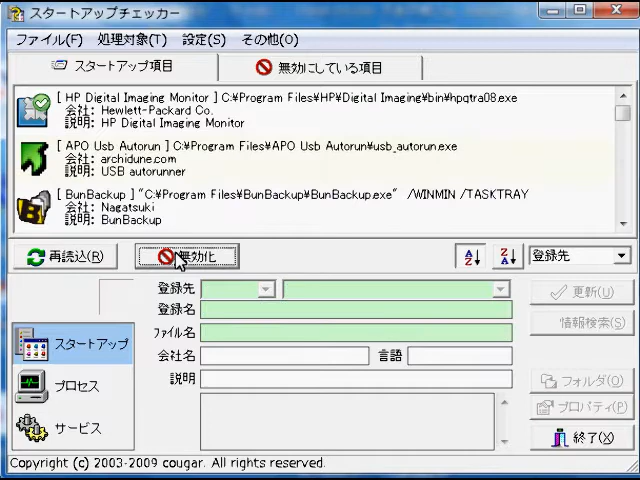 スタートアップチェッカー
ファイル(F) 処理対象(T) 設定(S) その他(O)
スタートアップ項目 無効にしている項目
[ HP Digital Imaging Monitor ] C:¥Program Files¥HP¥Digital Imaging¥bin¥hpqtra08.exe
会社: Hewlett-Packard Co.
説明: HP Digital Imaging Monitor
[ APO Usb Autorun ] C:¥Program Files¥APO Usb Autorun¥usb_autorun.exe
会社: archidune.com
説明: USB autorunner
[ BunBackup ] "C:¥Program Files¥BunBackup¥BunBackup.exe" /WINMIN /TASKTRAY
会社: Nagatsuki
説明: BunBackup
再読込(R) 無効化 登録先
登録先
登録名
ファイル名
会社名 言語
説明
更新(U)
情報検索(S)
フォルダ(O)
プロパティ(P)
終了(X)
スタートアップ
プロセス
サービス
Copyright (c) 2003-2009 cougar. All rights reserved.